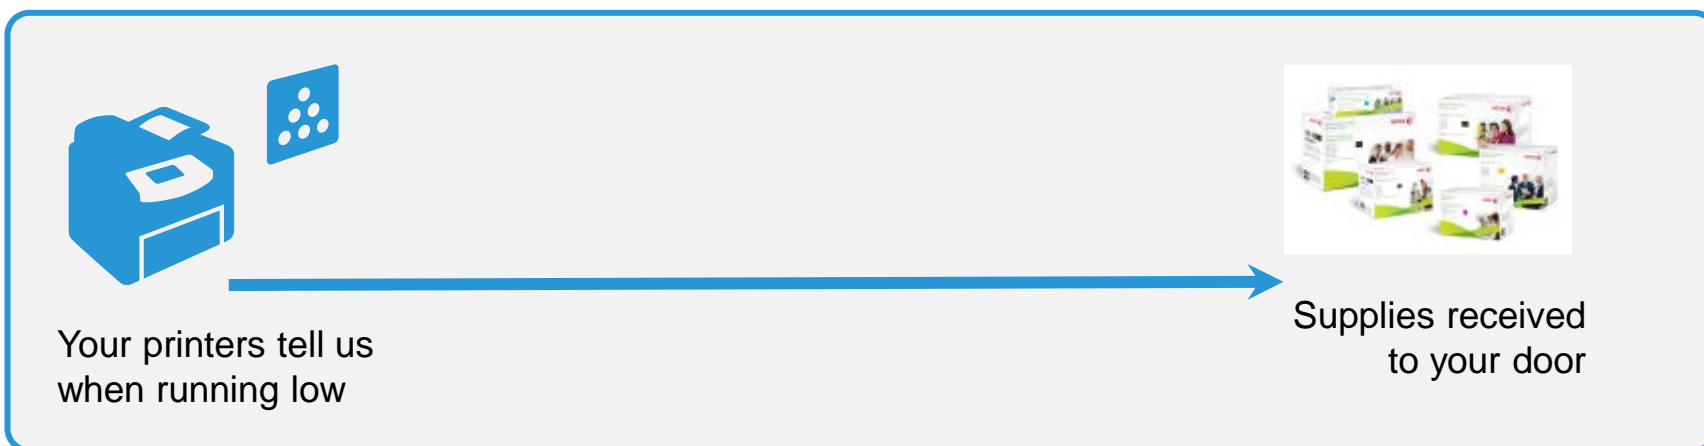 Your printers tell us
when running low
Supplies received
to your door